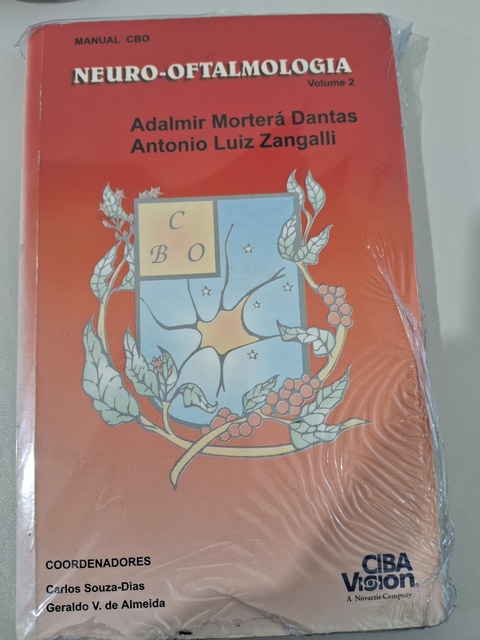 MANUAL CBO
NEURO-OFTALMOLOGIA
Volume 2
Adalmir Morterá Dantas
Antonio Luiz Zangalli
C
B O
COORDENADORES
Carlos Souza-Dias
Geraldo V. de Almeida
CIBA
VISION
A Novartis Company